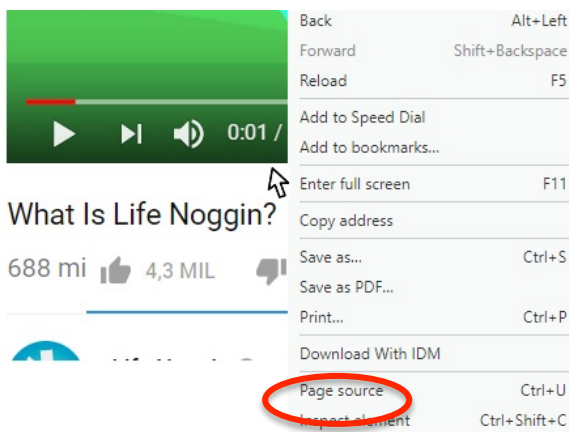 Back Alt+Left
Forward Shift+Backspace
Reload F5
Add to Speed Dial
Add to bookmarks...
Enter full screen F11
Copy address
Save as... Ctrl+S
Save as PDF...
Print... Ctrl+P
Download With IDM
Page source Ctrl+U
Inspect element Ctrl+Shift+C
0:01 /
What Is Life Noggin?
688 mi 4,3 MIL